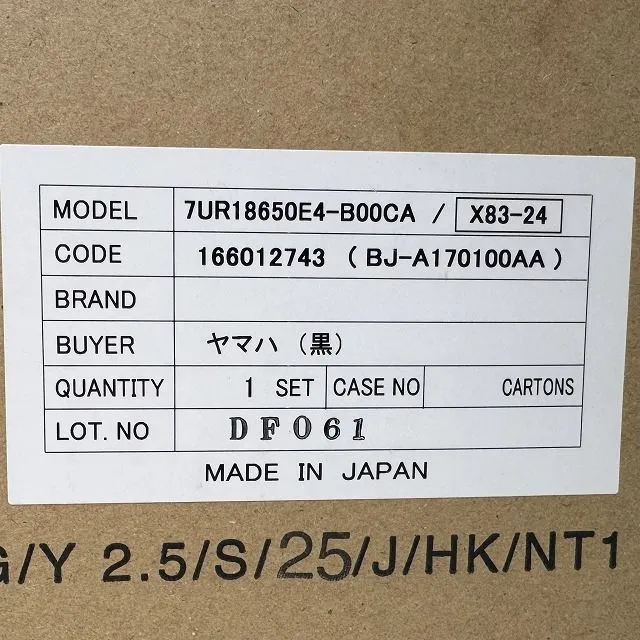 MODEL 7UR18650E4-B00CA / X83-24
CODE 166012743 ( BJ-A170100AA )
BRAND
BUYER ヤマハ (黒)
QUANTITY 1 SET CASE NO CARTONS
LOT. NO DF061
MADE IN JAPAN
G/Y 2.5/S/25/J/HK/NT1